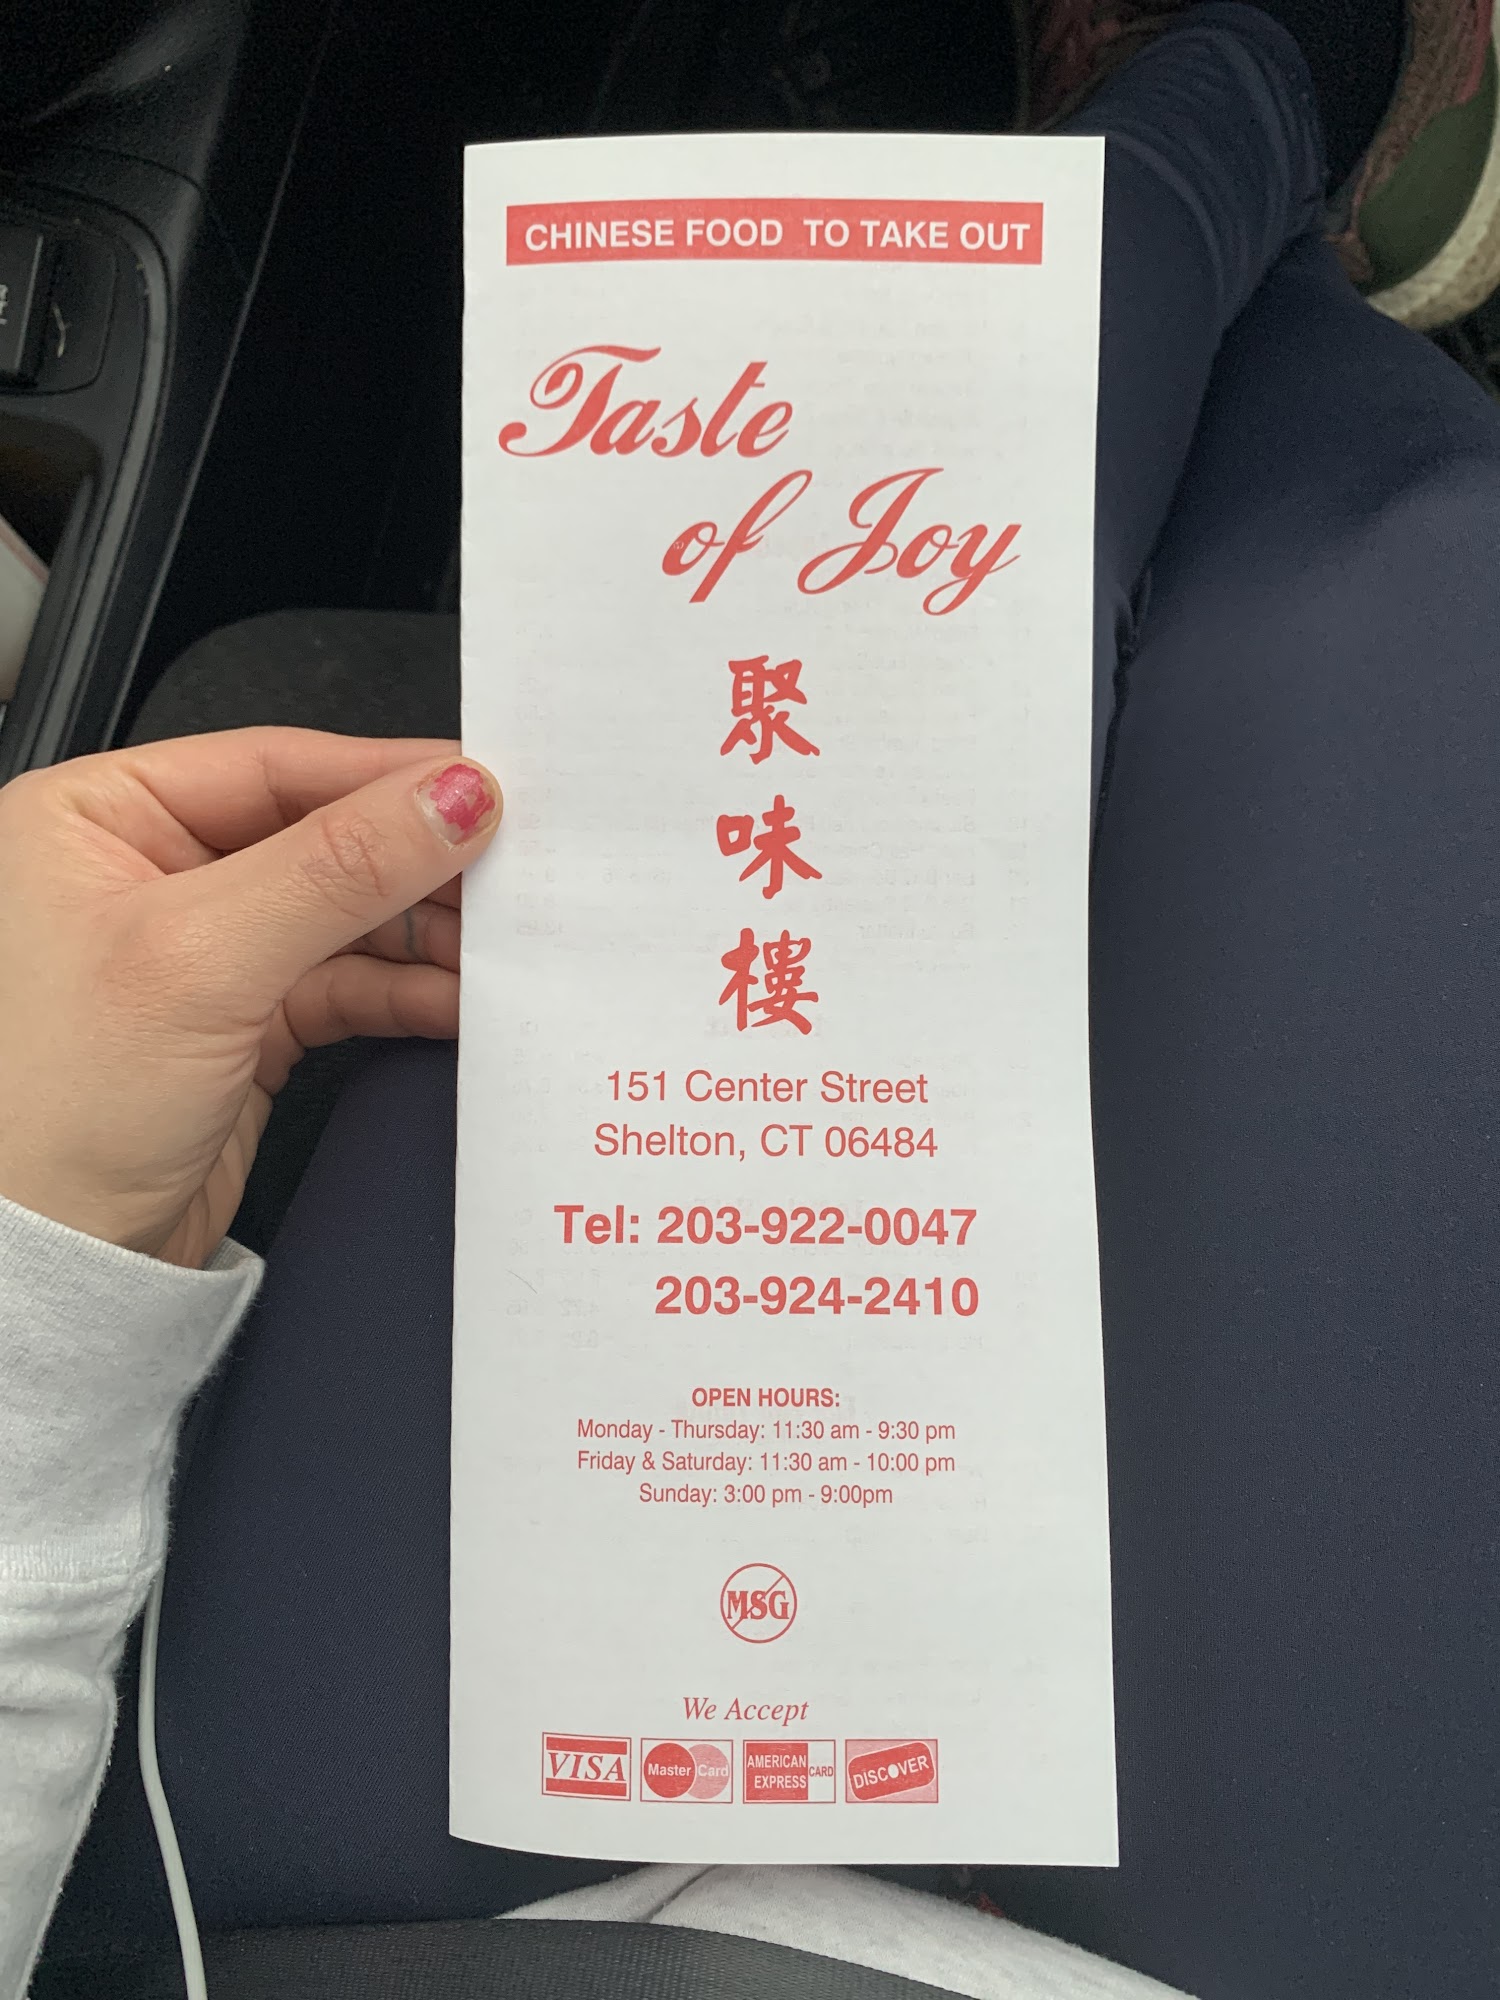 CHINESE FOOD TO TAKE OUT
Taste
of Joy
聚
味
樓
151 Center Street
Shelton, CT 06484
Tel: 203-922-0047
203-924-2410
OPEN HOURS:
Monday - Thursday: 11:30 am - 9:30 pm
Friday & Saturday: 11:30 am - 10:00 pm
Sunday: 3:00 pm - 9:00pm
MSG
We Accept
VISA MasterCard AMERICAN EXPRESS CARD DISCOVER